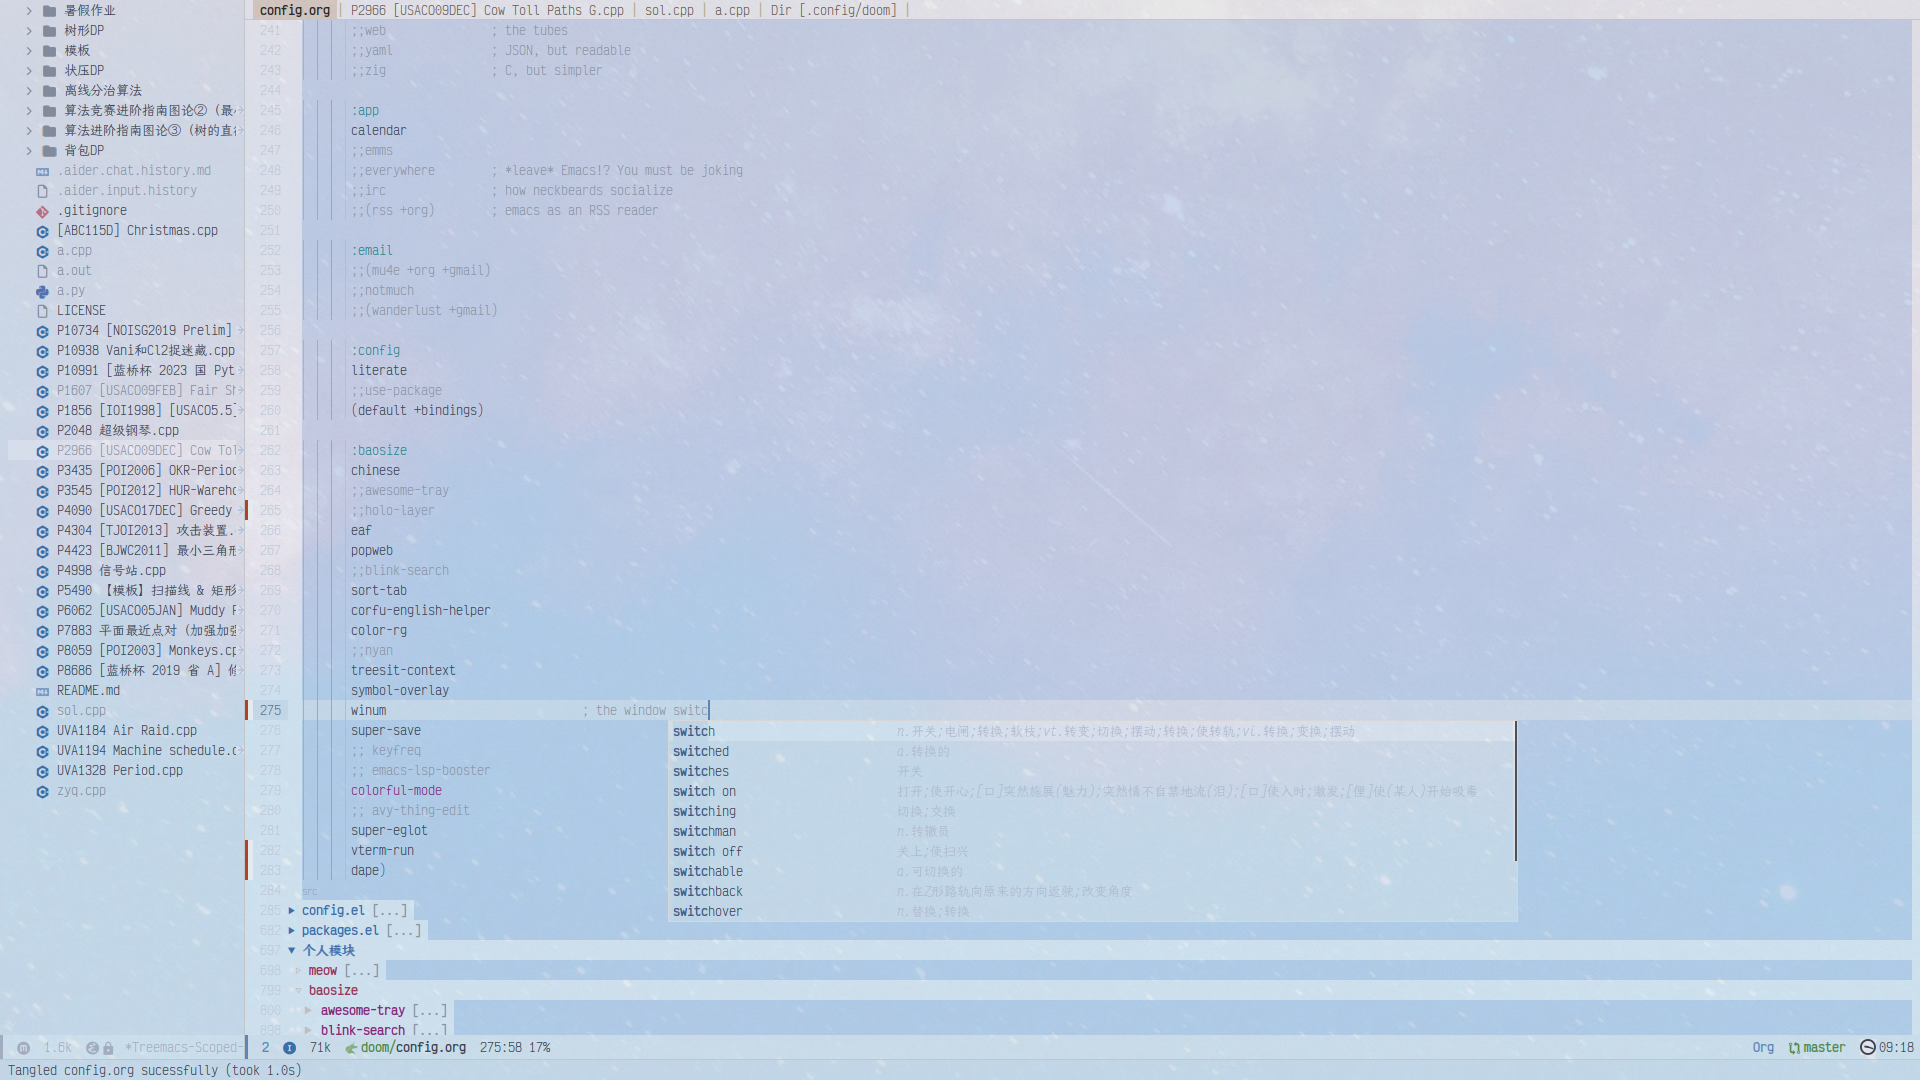 config.org | P2966 [USACO09DEC] Cow Toll Paths G.cpp | sol.cpp | a.cpp | Dir [.config/doom] |
暑假作业
树形DP
模板
状压DP
离线分治算法
算法竞赛进阶指南图论② (最
算法进阶指南图论③ (树的直
背包DP
.aider.chat.history.md
.aider.input.history
.gitignore
[ABC115D] Christmas.cpp
a.cpp
a.out
a.py
LICENSE
P10734 [NOISG2019 Prelim]
P10938 Vani和Cl2捉迷藏.cpp
P10991 [蓝桥杯 2023 国 Pyt
P1607 [USACO09FEB] Fair Sh
P1856 [IOI1998] [USACO5.5]
P2048 超级钢琴.cpp
P2966 [USACO09DEC] Cow Tol
P3435 [POI2006] OKR-Period
P3545 [POI2012] HUR-Wareho
P4090 [USACO17DEC] Greedy
P4304 [TJOI2013] 攻击装置.
P4423 [BJWC2011] 最小三角形
P4998 信号站.cpp
P5490 【模板】扫描线 & 矩形
P6062 [USACO05JAN] Muddy F
P7883 平面最近点对 (加强加强
P8059 [POI2003] Monkeys.cp
P8686 [蓝桥杯 2019 省 A] 修
README.md
sol.cpp
UVA1184 Air Raid.cpp
UVA1194 Machine schedule.c
UVA1328 Period.cpp
zyq.cpp
241 ;;web ; the tubes
242 ;;yaml ; JSON, but readable
243 ;;zig ; C, but simpler
244
245 :app
246 calendar
247 ;;emms
248 ;;everywhere ; *leave* Emacs!? You must be joking
249 ;;irc ; how neckbeards socialize
250 ;;(rss +org) ; emacs as an RSS reader
251
252 :email
253 ;;(mu4e +org +gmail)
254 ;;notmuch
255 ;;(wanderlust +gmail)
256
257 :config
258 literate
259 ;;use-package
260 (default +bindings)
261
262 :baosize
263 chinese
264 ;;awesome-tray
265 ;;holo-layer
266 eaf
267 popweb
268 ;;blink-search
269 sort-tab
270 corfu-english-helper
271 color-rg
272 ;;nyan
273 treesit-context
274 symbol-overlay
275 winum ; the window switc
276 super-save
277 ;; keyfreq
278 ;; emacs-lsp-booster
279 colorful-mode
280 ;; avy-thing-edit
281 super-eglot
282 vterm-run
283 dape)
284 src
285 config.el [...]
682 packages.el [...]
697 个人模块
698 meow [...]
799 baosize
800 awesome-tray [...]
898 blink-search [...]
switch n.开关;电闸;转换;软枝;vt.转变;切换;摆动;转换;使转轨;vi.转换;变换;摆动
switched a.转换的
switches 开关
switch on 打开;使开心;[口]突然施展(魅力);突然情不自禁地流(泪);[口]使入时;激发;[俚]使(某人)开始吸毒
switching 切换;交换
switchman n.转辙员
switch off 关上;使扫兴
switchable a.可切换的
switchback n.在Z形路轨向原来的方向返驶;改变角度
switchover n.替换;转换
1.6k *Treemacs-Scoped- 2 I 71k doom/config.org 275:58 17% Org master 09:18
Tangled config.org sucessfully (took 1.0s)